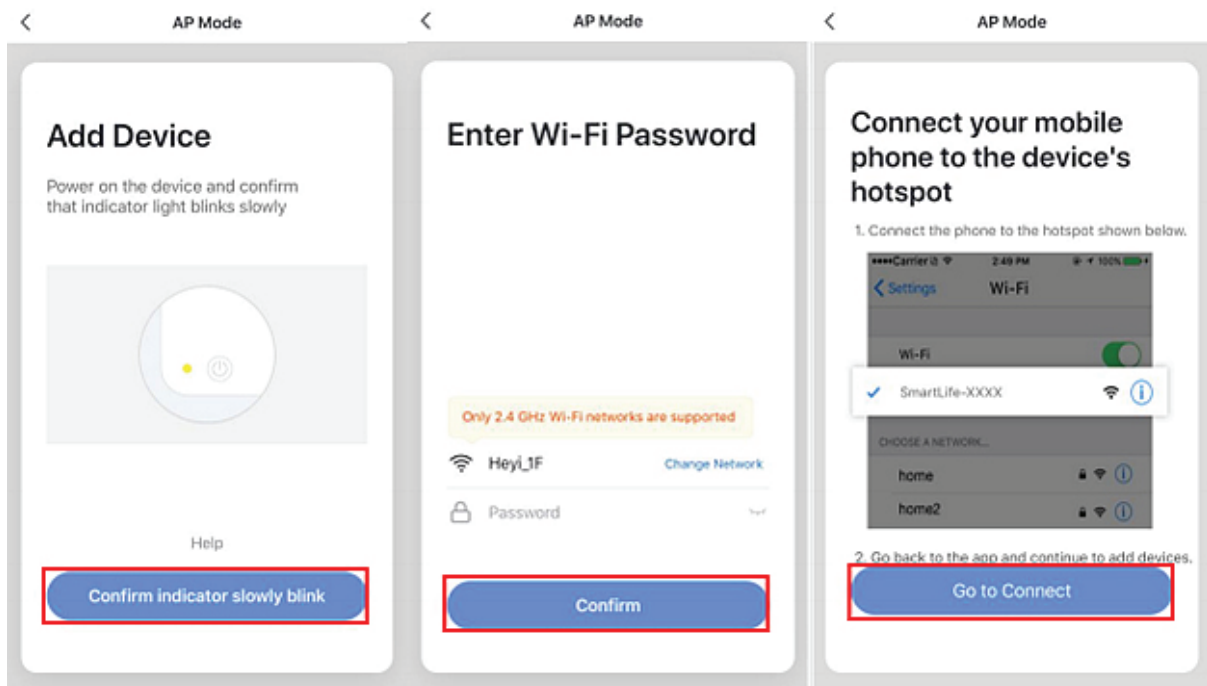 AP Mode
Add Device
Power on the device and confirm
that indicator light blinks slowly
Help
Confirm indicator slowly blink
AP Mode
Enter Wi-Fi Password
Only 2.4 GHz Wi-Fi networks are supported
Heyi_1F
Change Network
Password
Confirm
AP Mode
Connect your mobile
phone to the device's
hotspot
1. Connect the phone to the hotspot shown below.
Carrier 2:49 PM 100%
Settings Wi-Fi
Wi-Fi
SmartLife-XXXX
CHOOSE A NETWORK...
home
home2
2. Go back to the app and continue to add devices.
Go to Connect